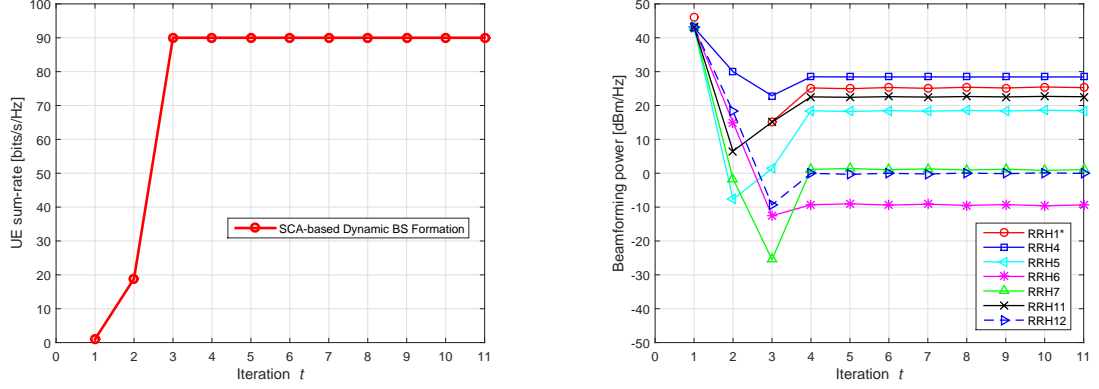 100
90
80
70
60
50
40
30
20
10
0
UE sum-rate [bits/s/Hz]
SCA-based Dynamic BS Formation
0 1 2 3 4 5 6 7 8 9 10 11
Iteration t
50
40
30
20
10
0
-10
-20
-30
-40
-50
Beamforming power [dBm/Hz]
RRH1*
RRH4
RRH5
RRH6
RRH7
RRH11
RRH12
0 1 2 3 4 5 6 7 8 9 10 11
Iteration t